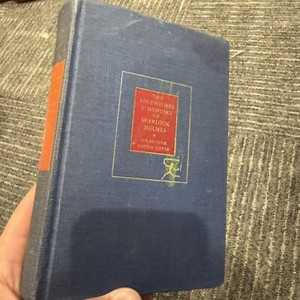 THE
ADVENTURES
& MEMOIRS
OF
SHERLOCK
HOLMES
SIR ARTHUR
CONAN DOYLE